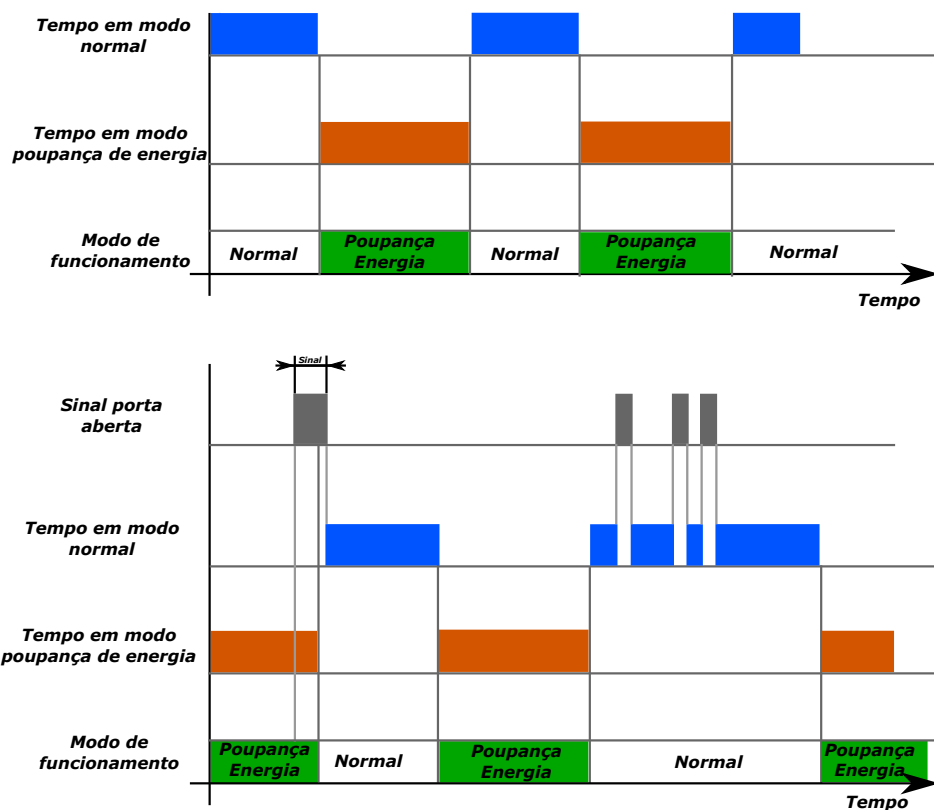 Tempo em modo
normal
Tempo em modo
poupança de energia
Modo de
funcionamento
Normal
Poupança
Energia
Normal
Poupança
Energia
Normal
Tempo
Sinal
Sinal porta
aberta
Tempo em modo
normal
Tempo em modo
poupança de energia
Modo de
funcionamento
Poupança
Energia
Normal
Poupança
Energia
Normal
Poupança
Energia
Tempo